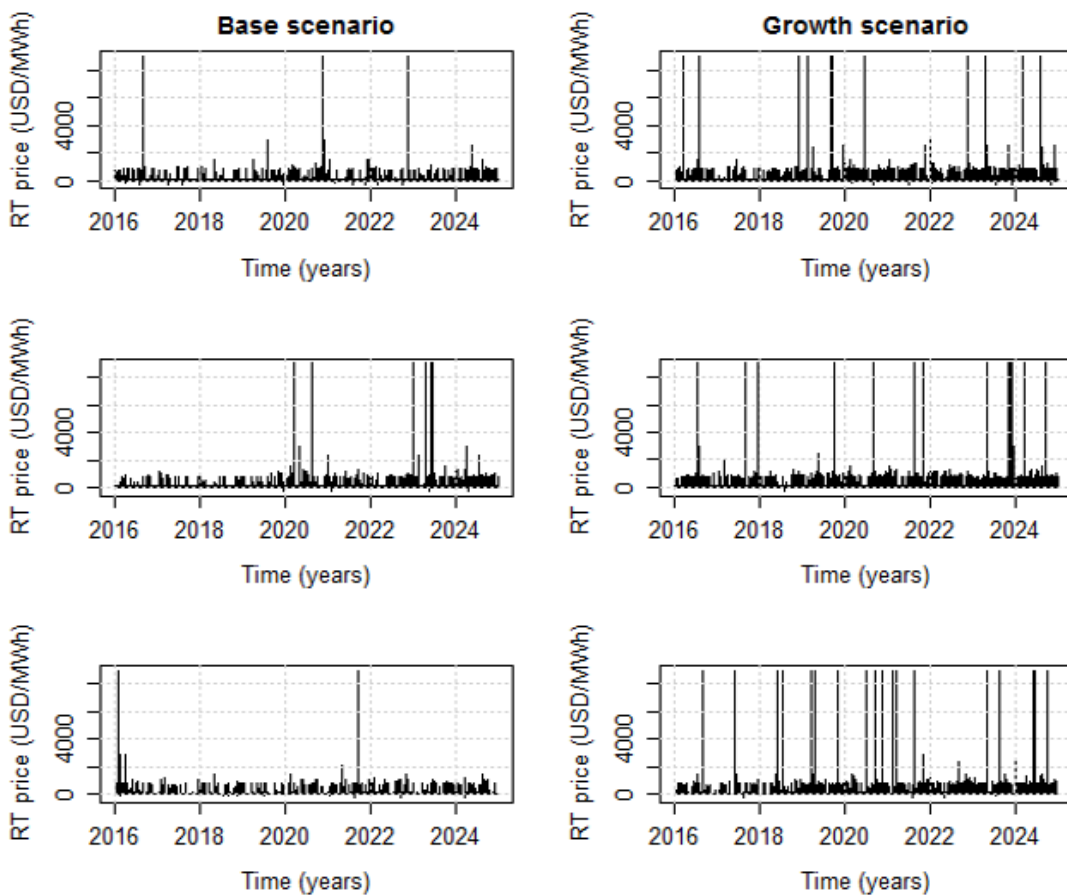 Base scenario
Growth scenario
RT price (USD/MWh)
4000
0
2016 2018 2020 2022 2024
Time (years)
RT price (USD/MWh)
4000
0
2016 2018 2020 2022 2024
Time (years)
RT price (USD/MWh)
4000
0
2016 2018 2020 2022 2024
Time (years)
RT price (USD/MWh)
4000
0
2016 2018 2020 2022 2024
Time (years)
RT price (USD/MWh)
4000
0
2016 2018 2020 2022 2024
Time (years)
RT price (USD/MWh)
4000
0
2016 2018 2020 2022 2024
Time (years)